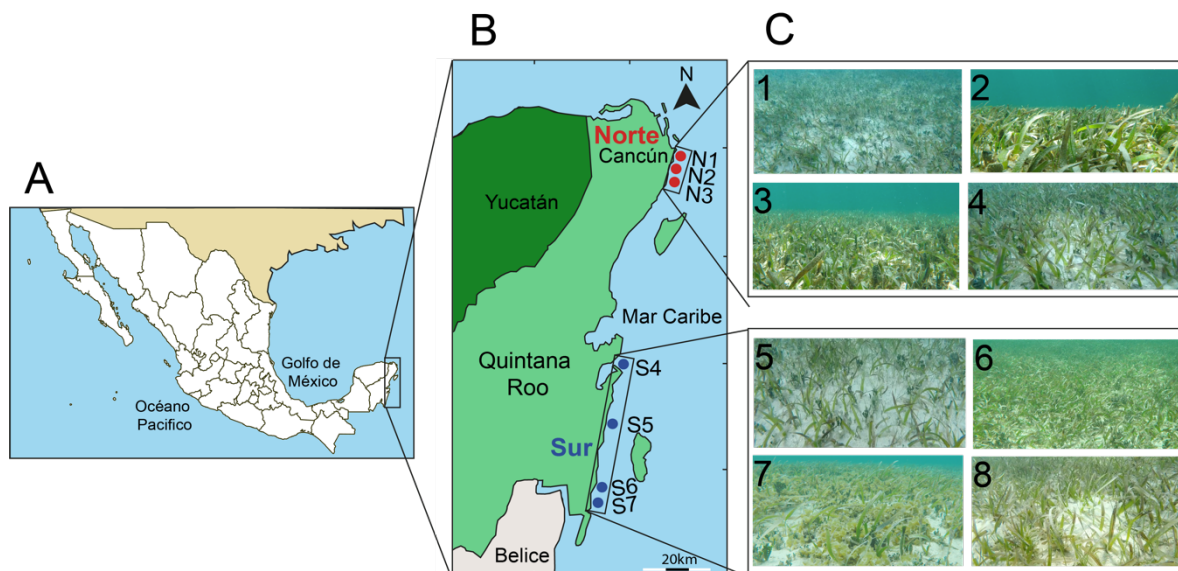 A
Golfo de
México
Océano
Pacifico
B
N
Norte
Cancún
N1
N2
N3
Yucatán
Mar Caribe
Quintana
Roo
S4
S5
Sur
S6
S7
Belice
20km
C
1
2
3
4
5
6
7
8